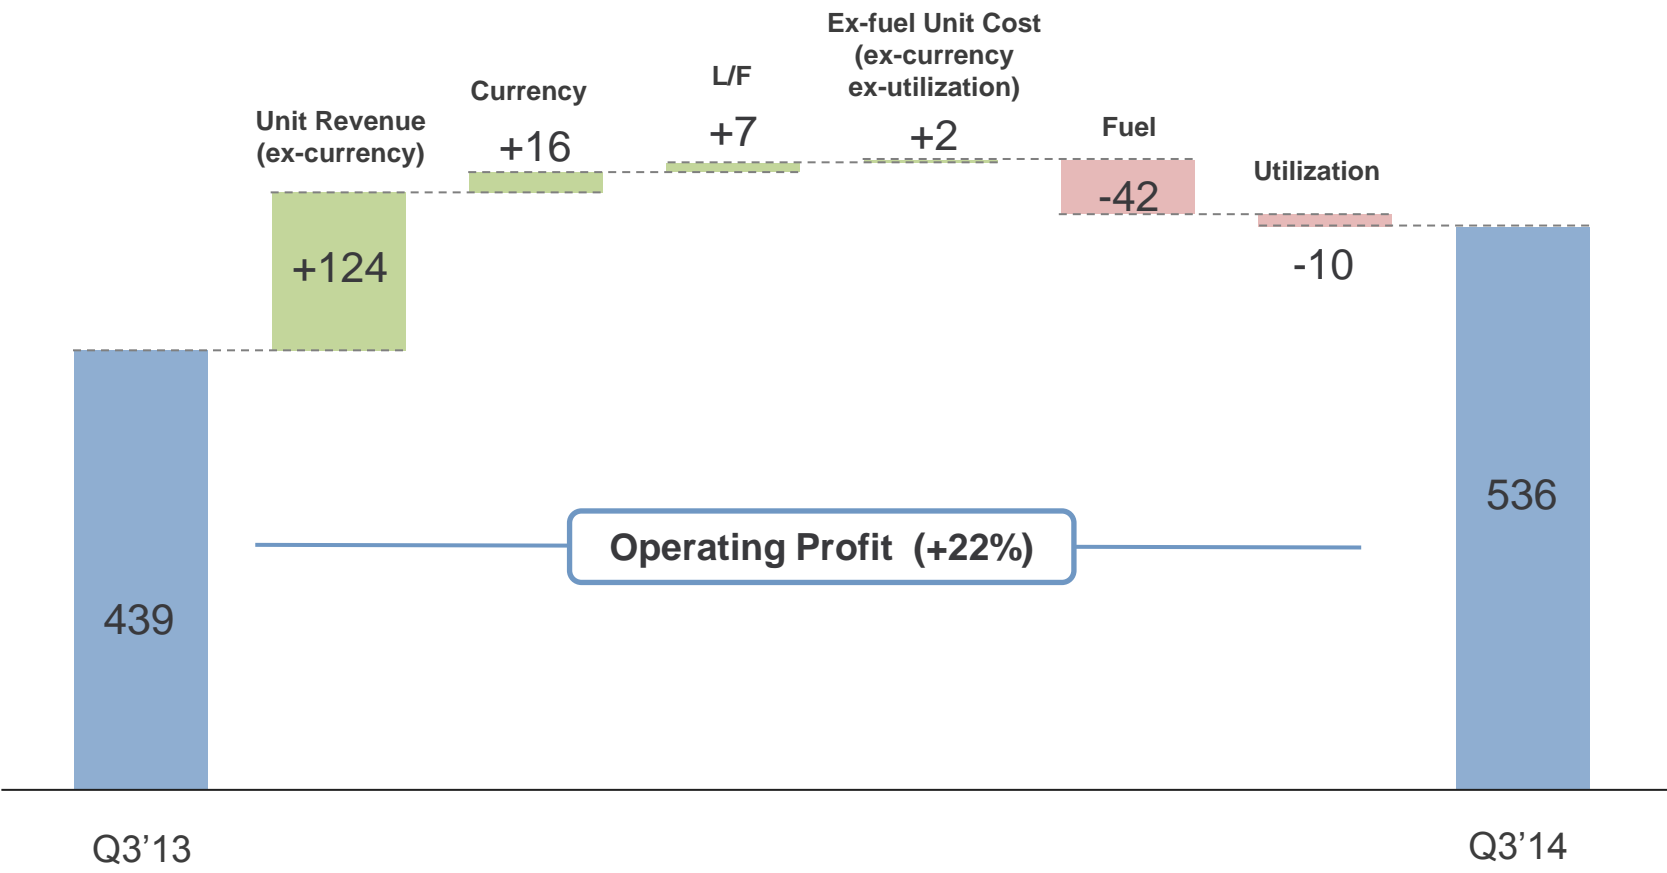 Ex-fuel Unit Cost
(ex-currency
ex-utilization)
+2
L/F
+7
Currency
+16
Unit Revenue
(ex-currency)
+124
Fuel
-42
Utilization
-10
439
Operating Profit (+22%)
536
Q3’13
Q3’14